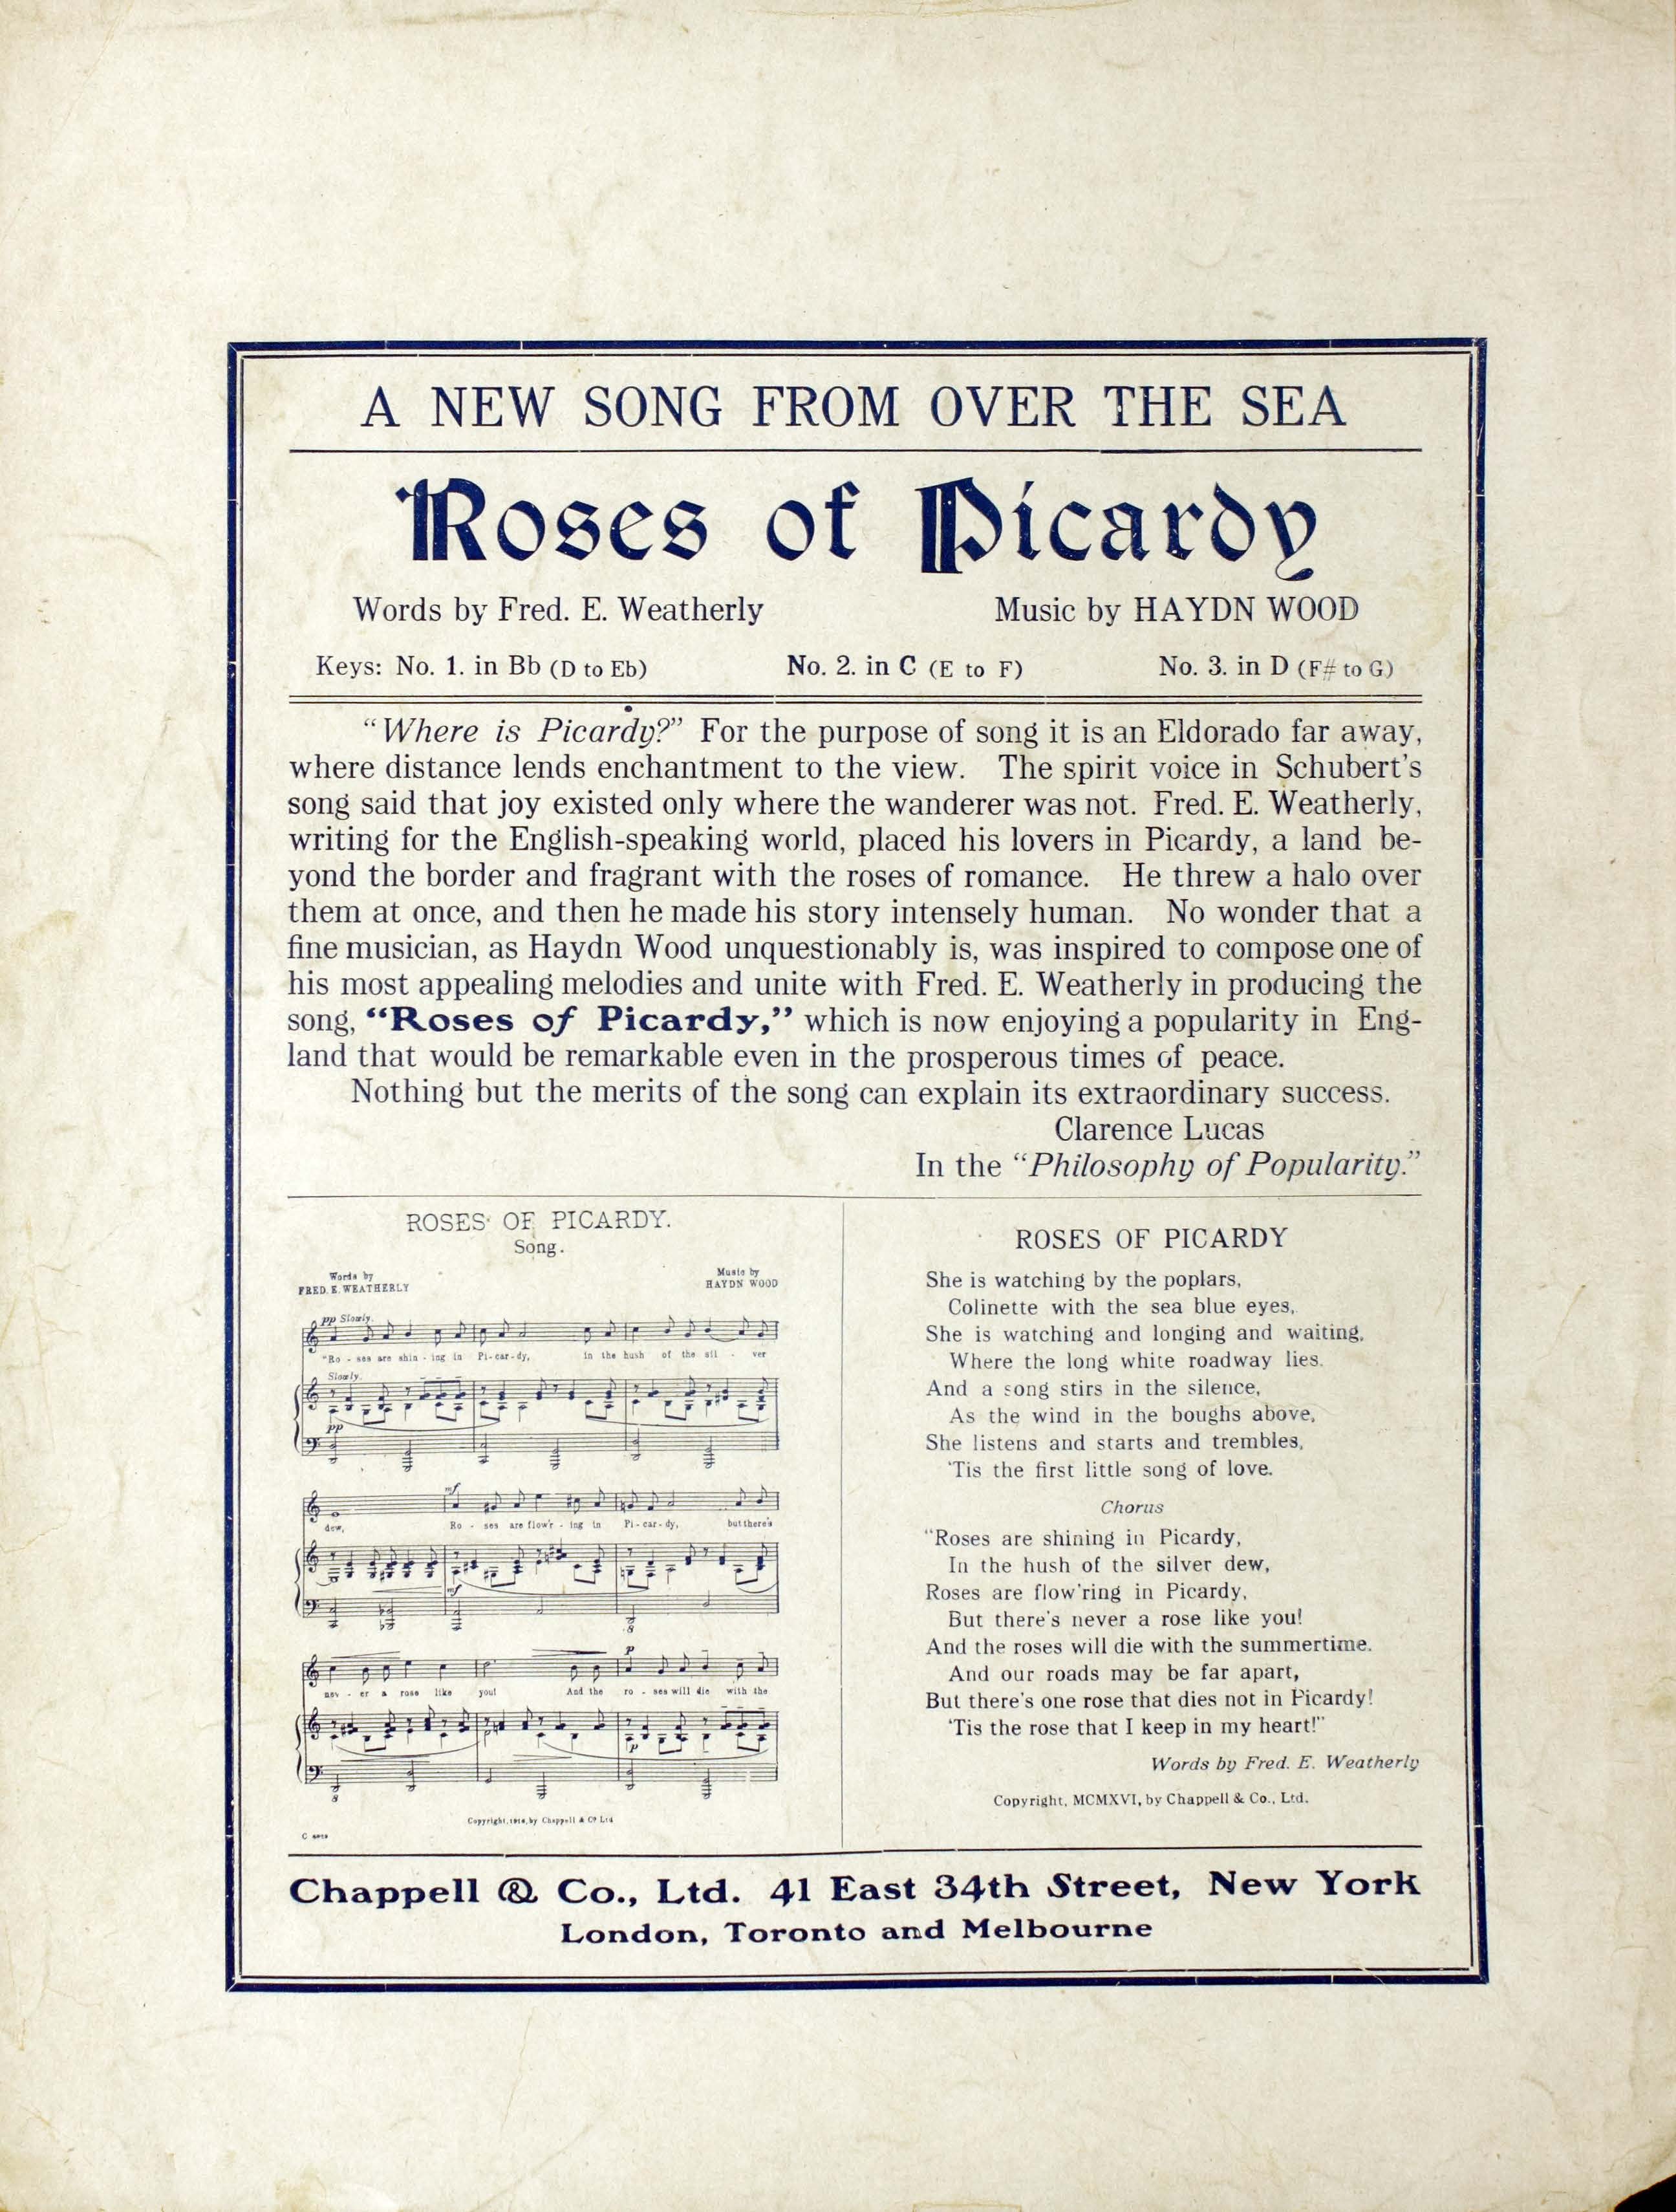 A NEW SONG FROM OVER THE SEA
Roses of Picardy
Words by Fred. E. Weatherly
Music by HAYDN WOOD
Keys: No. 1. in Bb (D to Eb)
No. 2. in C (E to F)
No. 3. in D (F# to G)
“Where is Picardy?” For the purpose of song it is an Eldorado far away,
where distance lends enchantment to the view. The spirit voice in Schubert's
song said that joy existed only where the wanderer was not. Fred. E. Weatherly,
writing for the English-speaking world, placed his lovers in Picardy, a land be-
yond the border and fragrant with the roses of romance. He threw a halo over
them at once, and then he made his story intensely human. No wonder that a
fine musician, as Haydn Wood unquestionably is, was inspired to compose one of
his most appealing melodies and unite with Fred. E. Weatherly in producing the
song, “Roses of Picardy,” which is now enjoying a popularity in Eng-
land that would be remarkable even in the prosperous times of peace.
Nothing but the merits of the song can explain its extraordinary success.
Clarence Lucas
In the “Philosophy of Popularity.”
ROSES OF PICARDY.
Song.
Words by
FRED. E. WEATHERLY
Music by
HAYDN WOOD
pp Slowly.
“Ro - ses are shin - ing in Pi - car - dy, in the hush of the sil - ver
Slowly.
pp
mf
dew, Ro - ses are flow'r - ing in Pi - car - dy, but there's
mf
p
nev - er a rose like you! And the ro - ses will die with the
p
Copyright, 1916, by Chappell & Co Ltd
ROSES OF PICARDY
She is watching by the poplars,
Colinette with the sea blue eyes,
She is watching and longing and waiting,
Where the long white roadway lies.
And a song stirs in the silence,
As the wind in the boughs above,
She listens and starts and trembles,
'Tis the first little song of love.
Chorus
“Roses are shining in Picardy,
In the hush of the silver dew,
Roses are flow'ring in Picardy,
But there's never a rose like you!
And the roses will die with the summertime.
And our roads may be far apart,
But there's one rose that dies not in Picardy!
'Tis the rose that I keep in my heart!”
Words by Fred. E. Weatherly
Copyright, MCMXVI, by Chappell & Co., Ltd.
Chappell & Co., Ltd. 41 East 34th Street, New York
London, Toronto and Melbourne